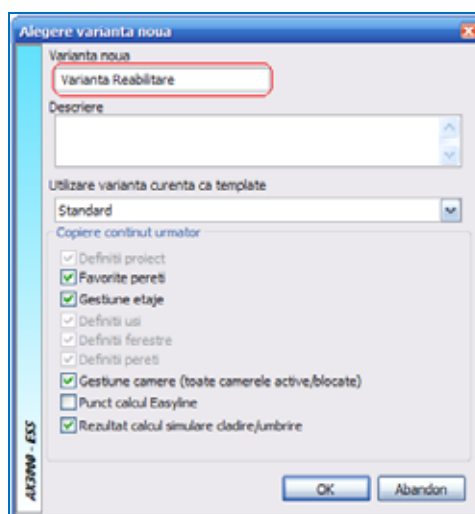 Alegere varianta noua
Varianta noua
Varianta Reabilitare
Descriere
Utilizare varianta curenta ca template
Standard
Copiere continut urmator
Definitii proiect
Favorite pereti
Gestiune etaje
Definitii usi
Definitii ferestre
Definitii pereti
Gestiune camere (toate camerele active/blocate)
Punct calcul Easyline
Rezultat calcul simulare cladire/umbrire
AX3000 - ESS
OK Abandon